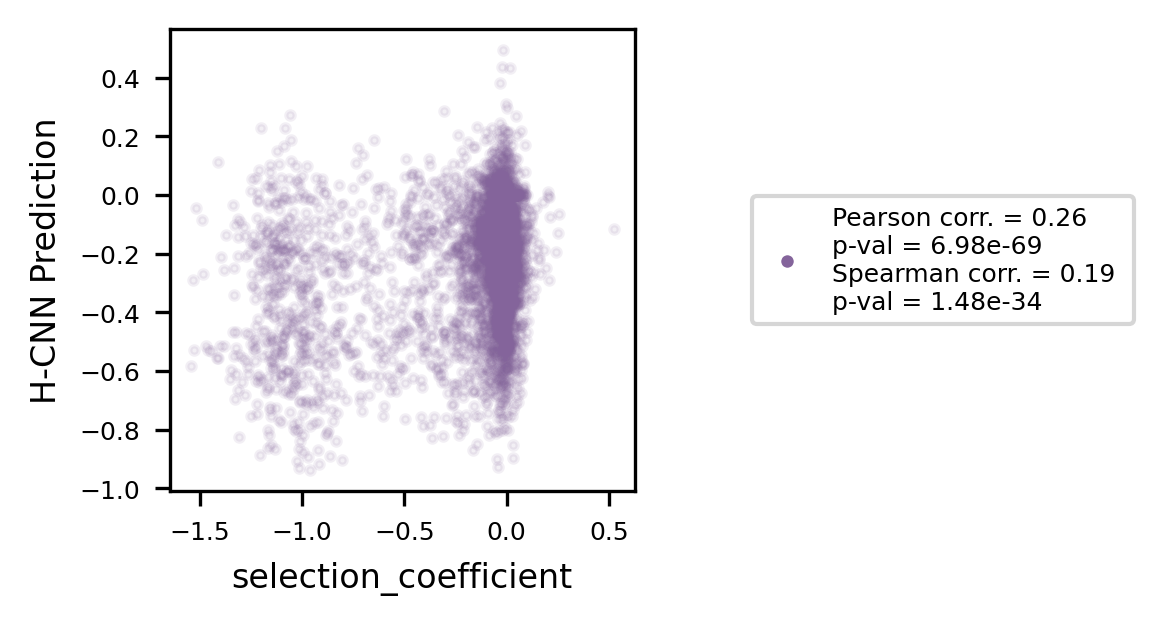 H-CNN Prediction
0.4
0.2
0.0
−0.2
−0.4
−0.6
−0.8
−1.0
−1.5
−1.0
−0.5
0.0
0.5
selection_coefficient
Pearson corr. = 0.26
p-val = 6.98e-69
Spearman corr. = 0.19
p-val = 1.48e-34